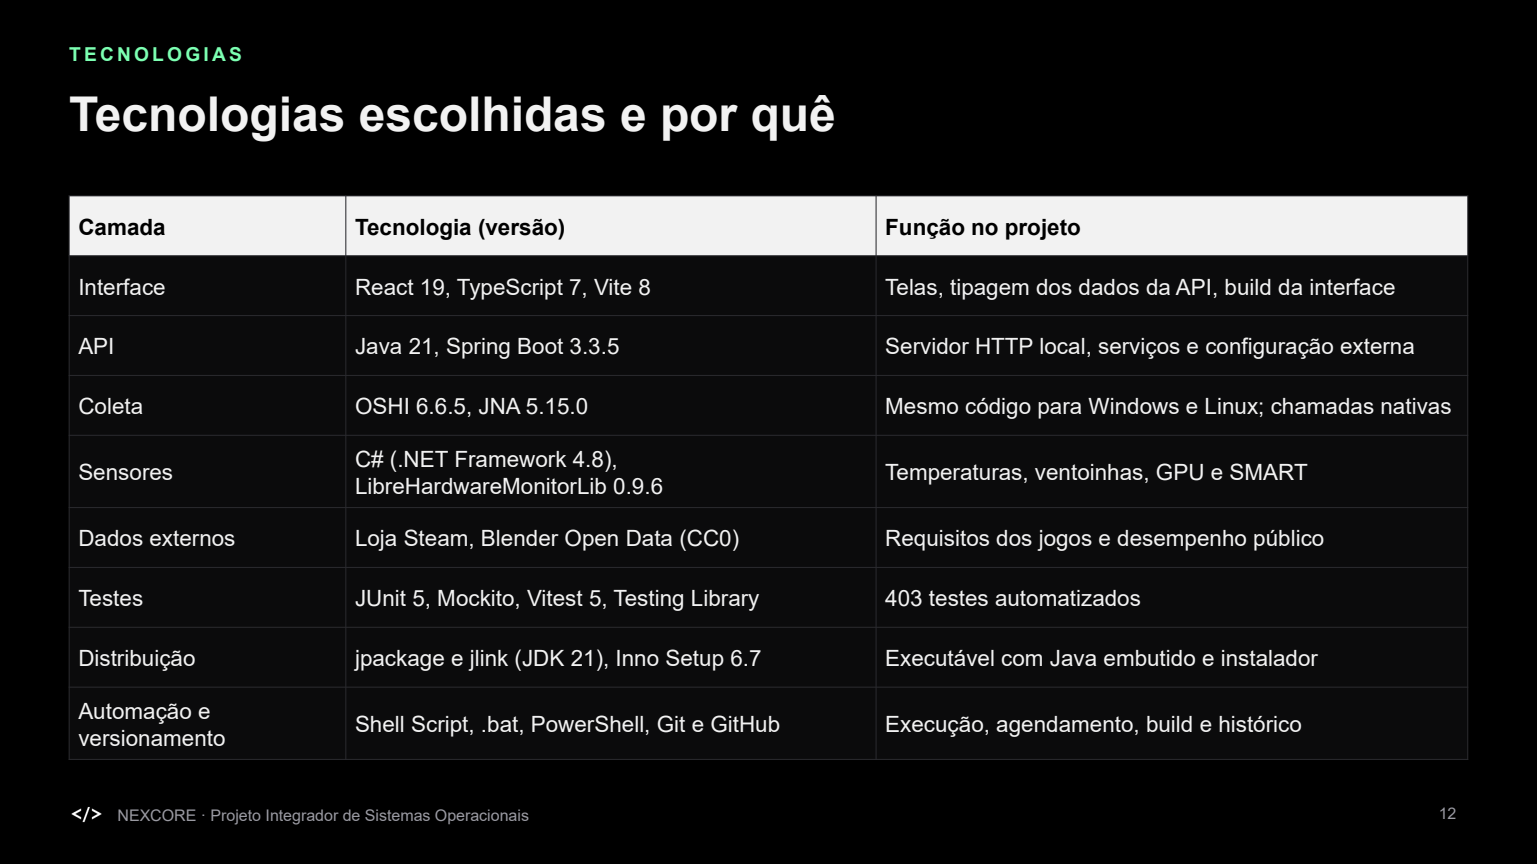 TECNOLOGIAS
Tecnologias escolhidas e por quê
Camada Tecnologia (versão) Função no projeto
Interface React 19, TypeScript 7, Vite 8 Telas, tipagem dos dados da API, build da interface
API Java 21, Spring Boot 3.3.5 Servidor HTTP local, serviços e configuração externa
Coleta OSHI 6.6.5, JNA 5.15.0 Mesmo código para Windows e Linux; chamadas nativas
Sensores C# (.NET Framework 4.8),
LibreHardwareMonitorLib 0.9.6 Temperaturas, ventoinhas, GPU e SMART
Dados externos Loja Steam, Blender Open Data (CC0) Requisitos dos jogos e desempenho público
Testes JUnit 5, Mockito, Vitest 5, Testing Library 403 testes automatizados
Distribuição jpackage e jlink (JDK 21), Inno Setup 6.7 Executável com Java embutido e instalador
Automação e
versionamento Shell Script, .bat, PowerShell, Git e GitHub Execução, agendamento, build e histórico
</> NEXCORE · Projeto Integrador de Sistemas Operacionais 12